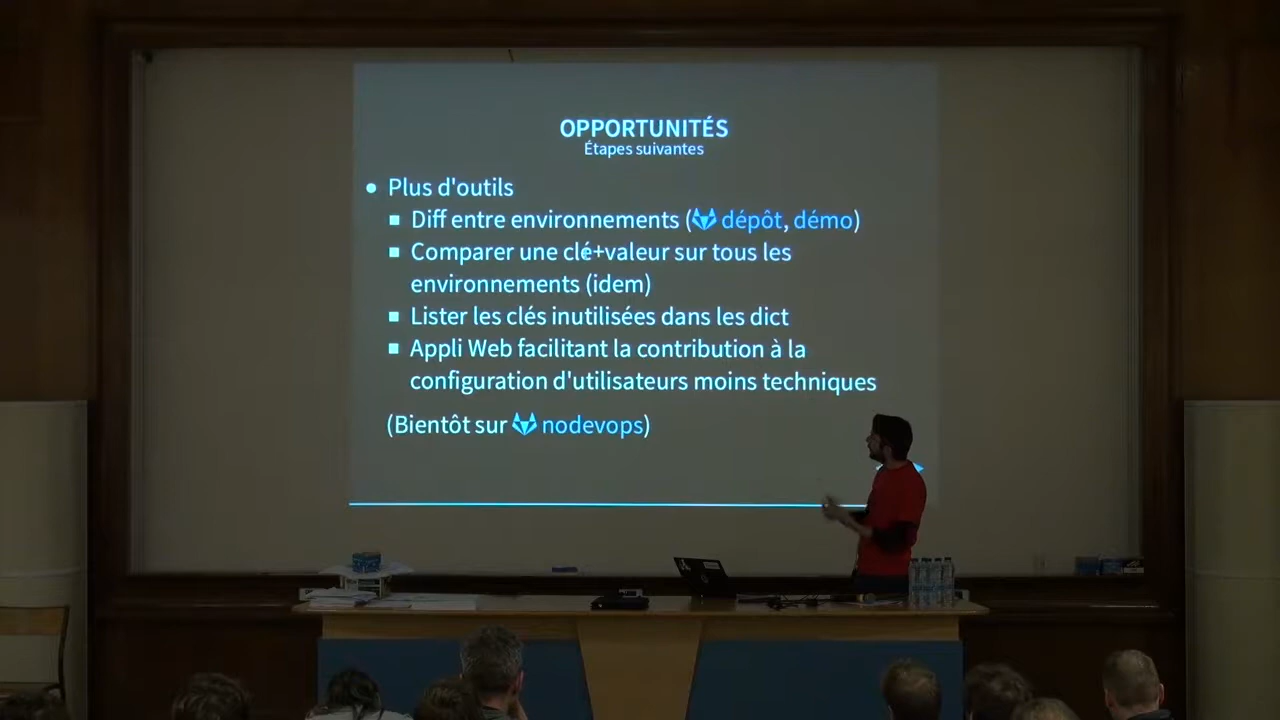 OPPORTUNITÉS
Étapes suivantes
• Plus d'outils
▪ Diff entre environnements (dépôt, démo)
▪ Comparer une clé+valeur sur tous les
environnements (idem)
▪ Lister les clés inutilisées dans les dict
▪ Appli Web facilitant la contribution à la
configuration d'utilisateurs moins techniques
(Bientôt sur nodevops)